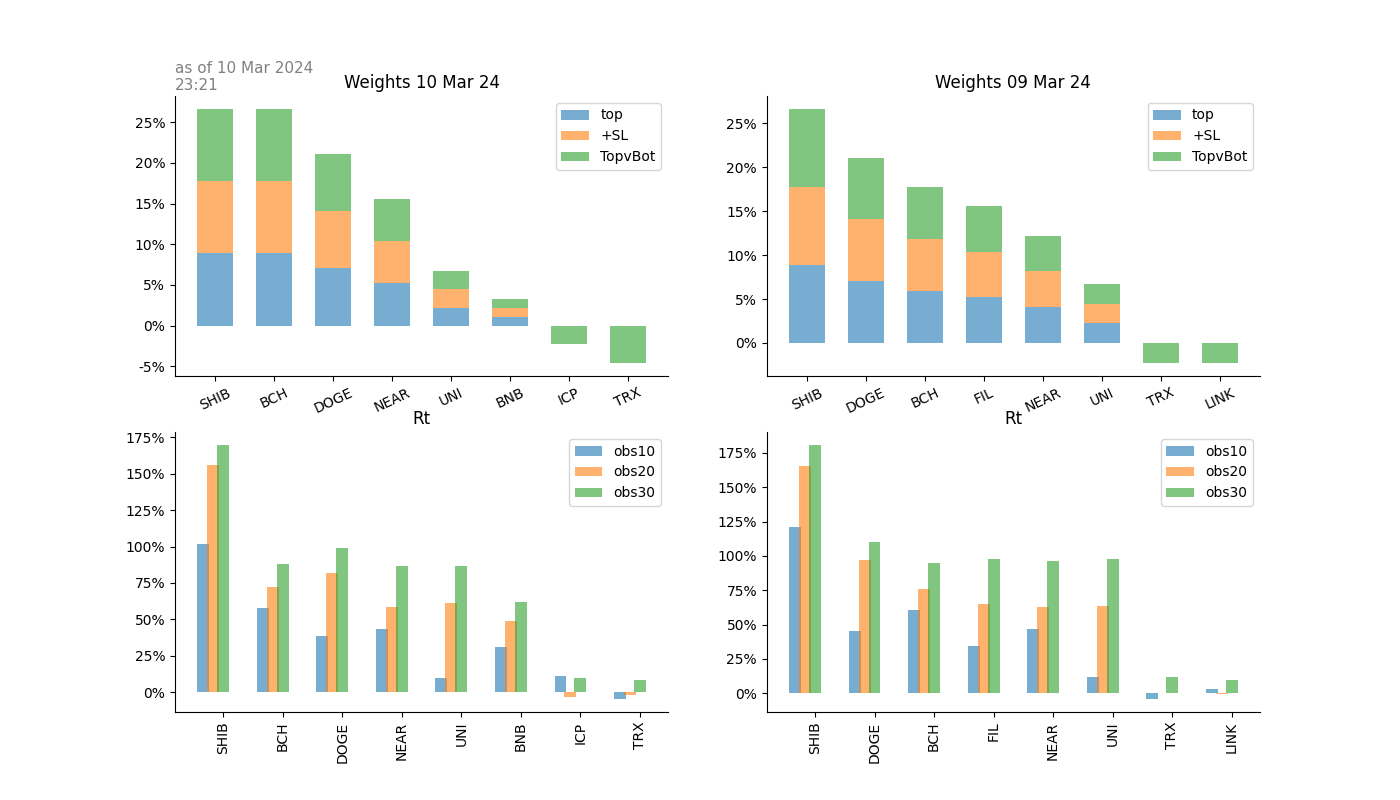 as of 10 Mar 2024
23:21
Weights 10 Mar 24
25%
20%
15%
10%
5%
0%
-5%
top
+SL
TopvBot
SHIB BCH DOGE NEAR UNI BNB ICP TRX
Weights 09 Mar 24
25%
20%
15%
10%
5%
0%
top
+SL
TopvBot
SHIB DOGE BCH FIL NEAR UNI TRX LINK
Rt
175%
150%
125%
100%
75%
50%
25%
0%
obs10
obs20
obs30
SHIB BCH DOGE NEAR UNI BNB ICP TRX
Rt
175%
150%
125%
100%
75%
50%
25%
0%
obs10
obs20
obs30
SHIB DOGE BCH FIL NEAR UNI TRX LINK